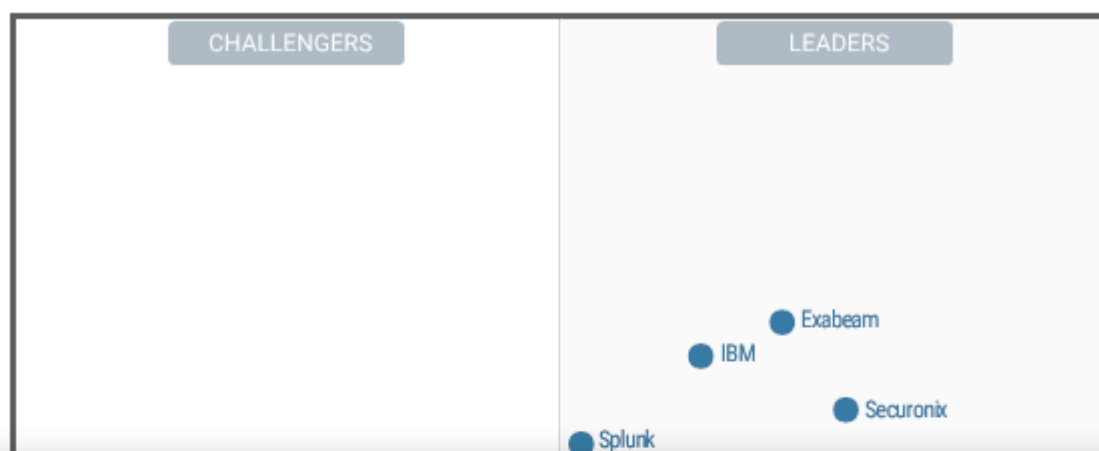 CHALLENGERS
LEADERS
Exabeam
IBM
Securonix
Splunk